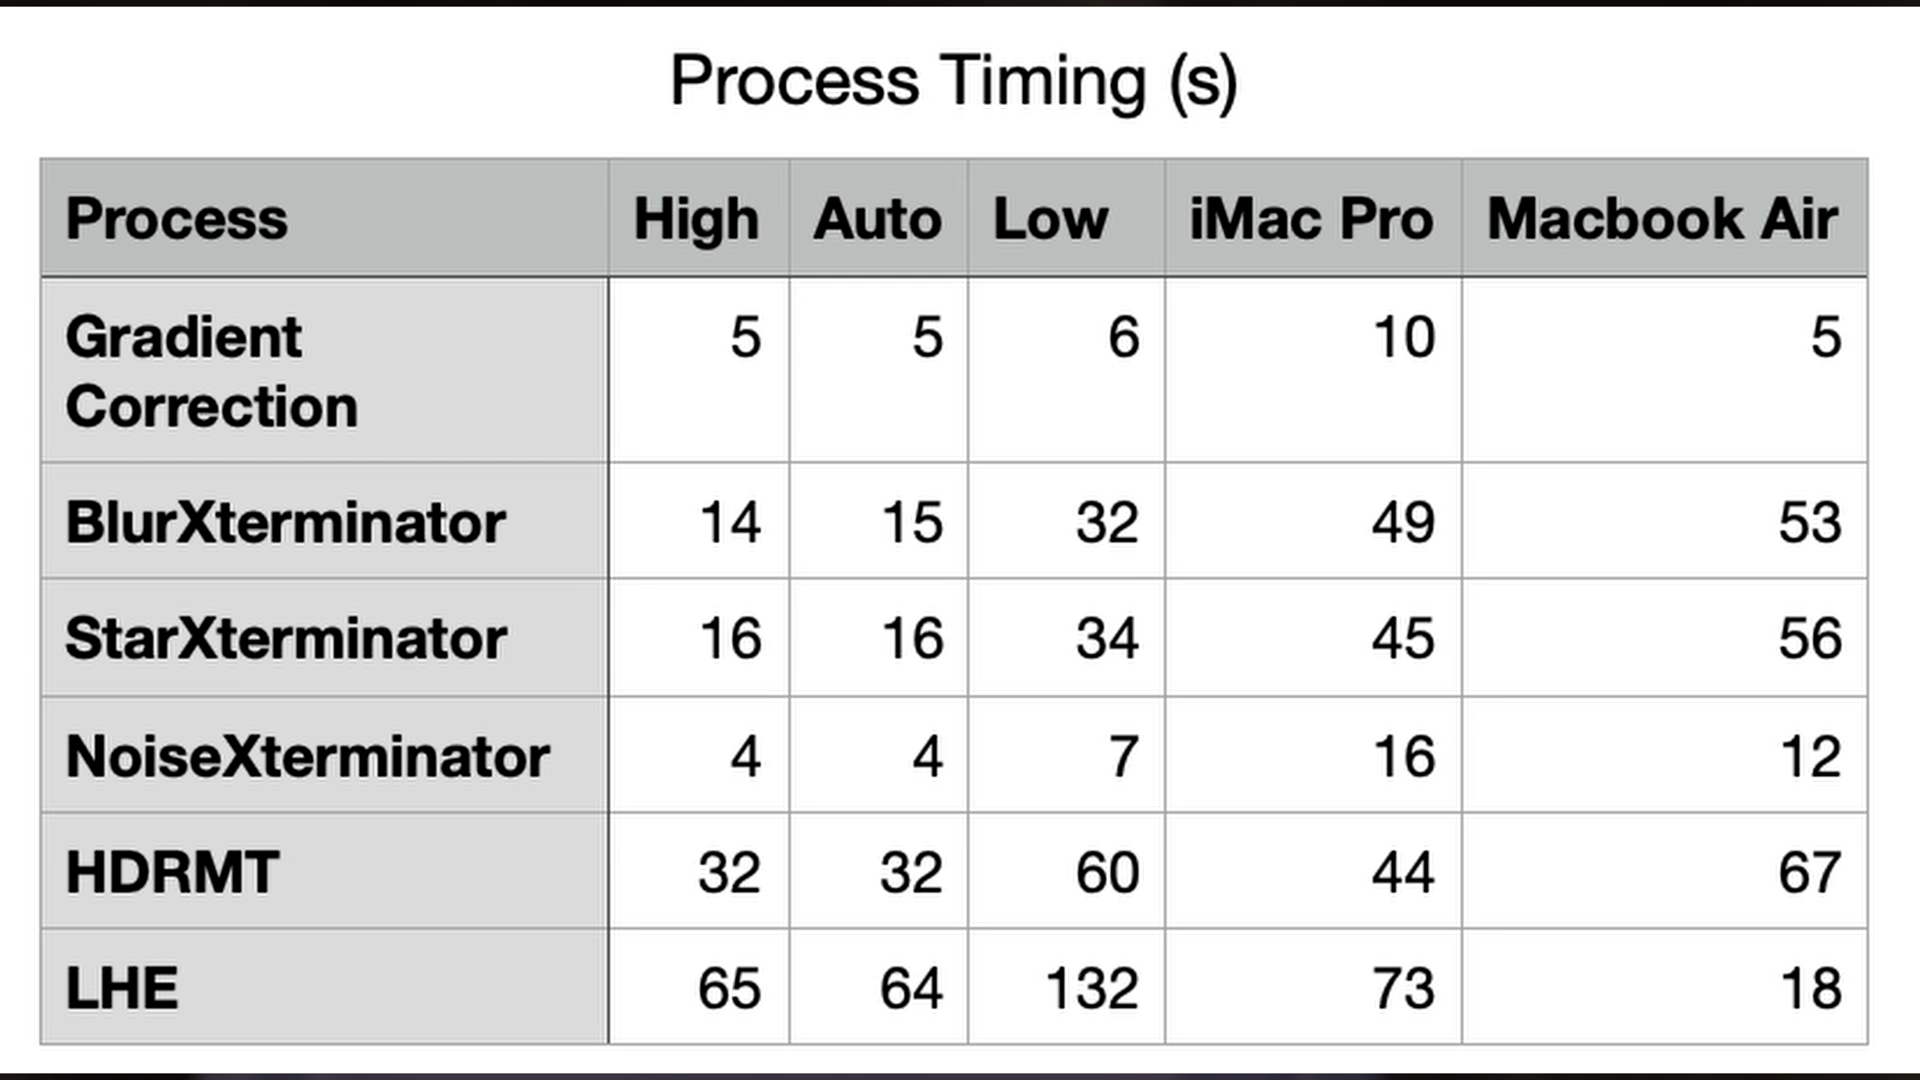 Process Timing (s)
Process High Auto Low iMac Pro Macbook Air
Gradient
Correction 5 5 6 10 5
BlurXterminator 14 15 32 49 53
StarXterminator 16 16 34 45 56
NoiseXterminator 4 4 7 16 12
HDRMT 32 32 60 44 67
LHE 65 64 132 73 18